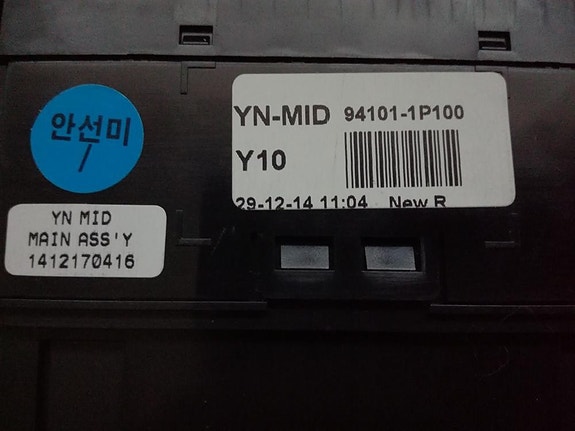 안선미
/
YN-MID 94101-1P100
Y10
29-12-14 11:04 New R
YN MID
MAIN ASS'Y
1412170416